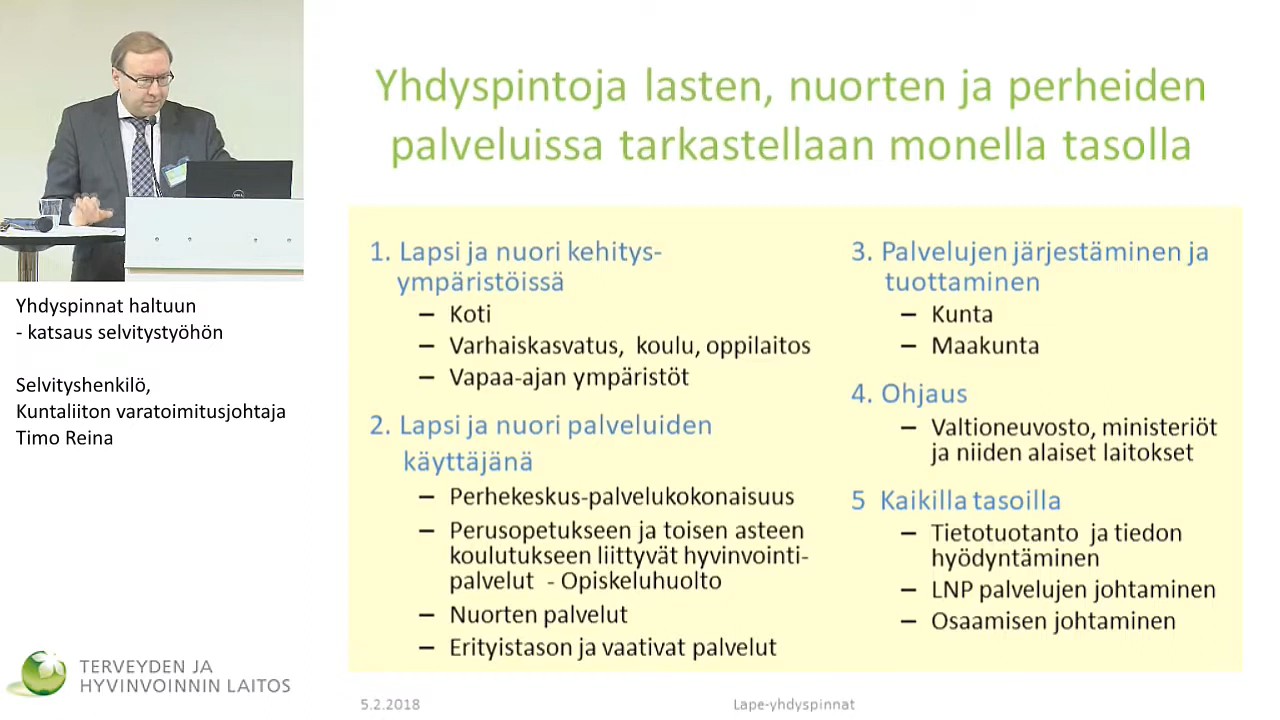 Yhdyspinnat haltuun
- katsaus selvitystyöhön
Selvityshenkilö,
Kuntaliiton varatoimitusjohtaja
Timo Reina
TERVEYDEN JA
HYVINVOINNIN LAITOS
Yhdyspintoja lasten, nuorten ja perheiden
palveluissa tarkastellaan monella tasolla
1. Lapsi ja nuori kehitys-
ympäristöissä
– Koti
– Varhaiskasvatus, koulu, oppilaitos
– Vapaa-ajan ympäristöt
2. Lapsi ja nuori palveluiden
käyttäjänä
– Perhekeskus-palvelukokonaisuus
– Perusopetukseen ja toisen asteen
koulutukseen liittyvät hyvinvointi-
palvelut - Opiskeluhuolto
– Nuorten palvelut
– Erityistason ja vaativat palvelut
3. Palvelujen järjestäminen ja
tuottaminen
– Kunta
– Maakunta
4. Ohjaus
– Valtioneuvosto, ministeriöt
ja niiden alaiset laitokset
5 Kaikilla tasoilla
– Tietotuotanto ja tiedon
hyödyntäminen
– LNP palvelujen johtaminen
– Osaamisen johtaminen
5.2.2018
Lape-yhdyspinnat